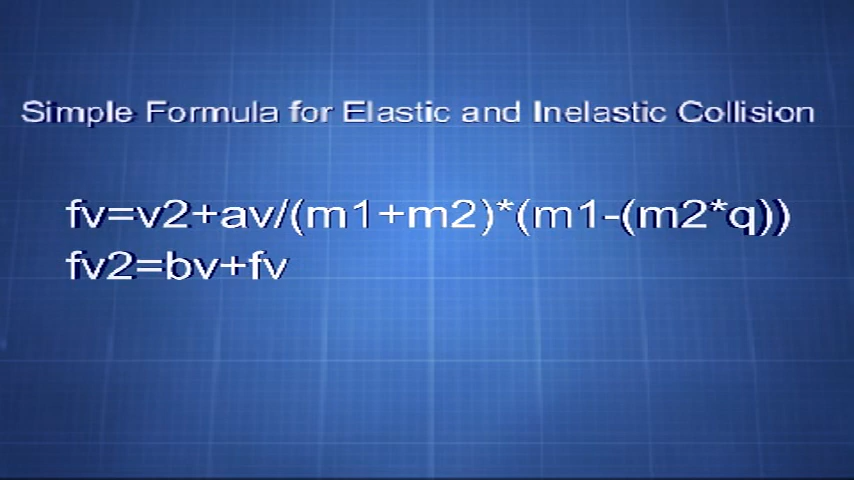 Simple Formula for Elastic and Inelastic Collision
fv=v2+av/(m1+m2)*(m1-(m2*q))
fv2=bv+fv